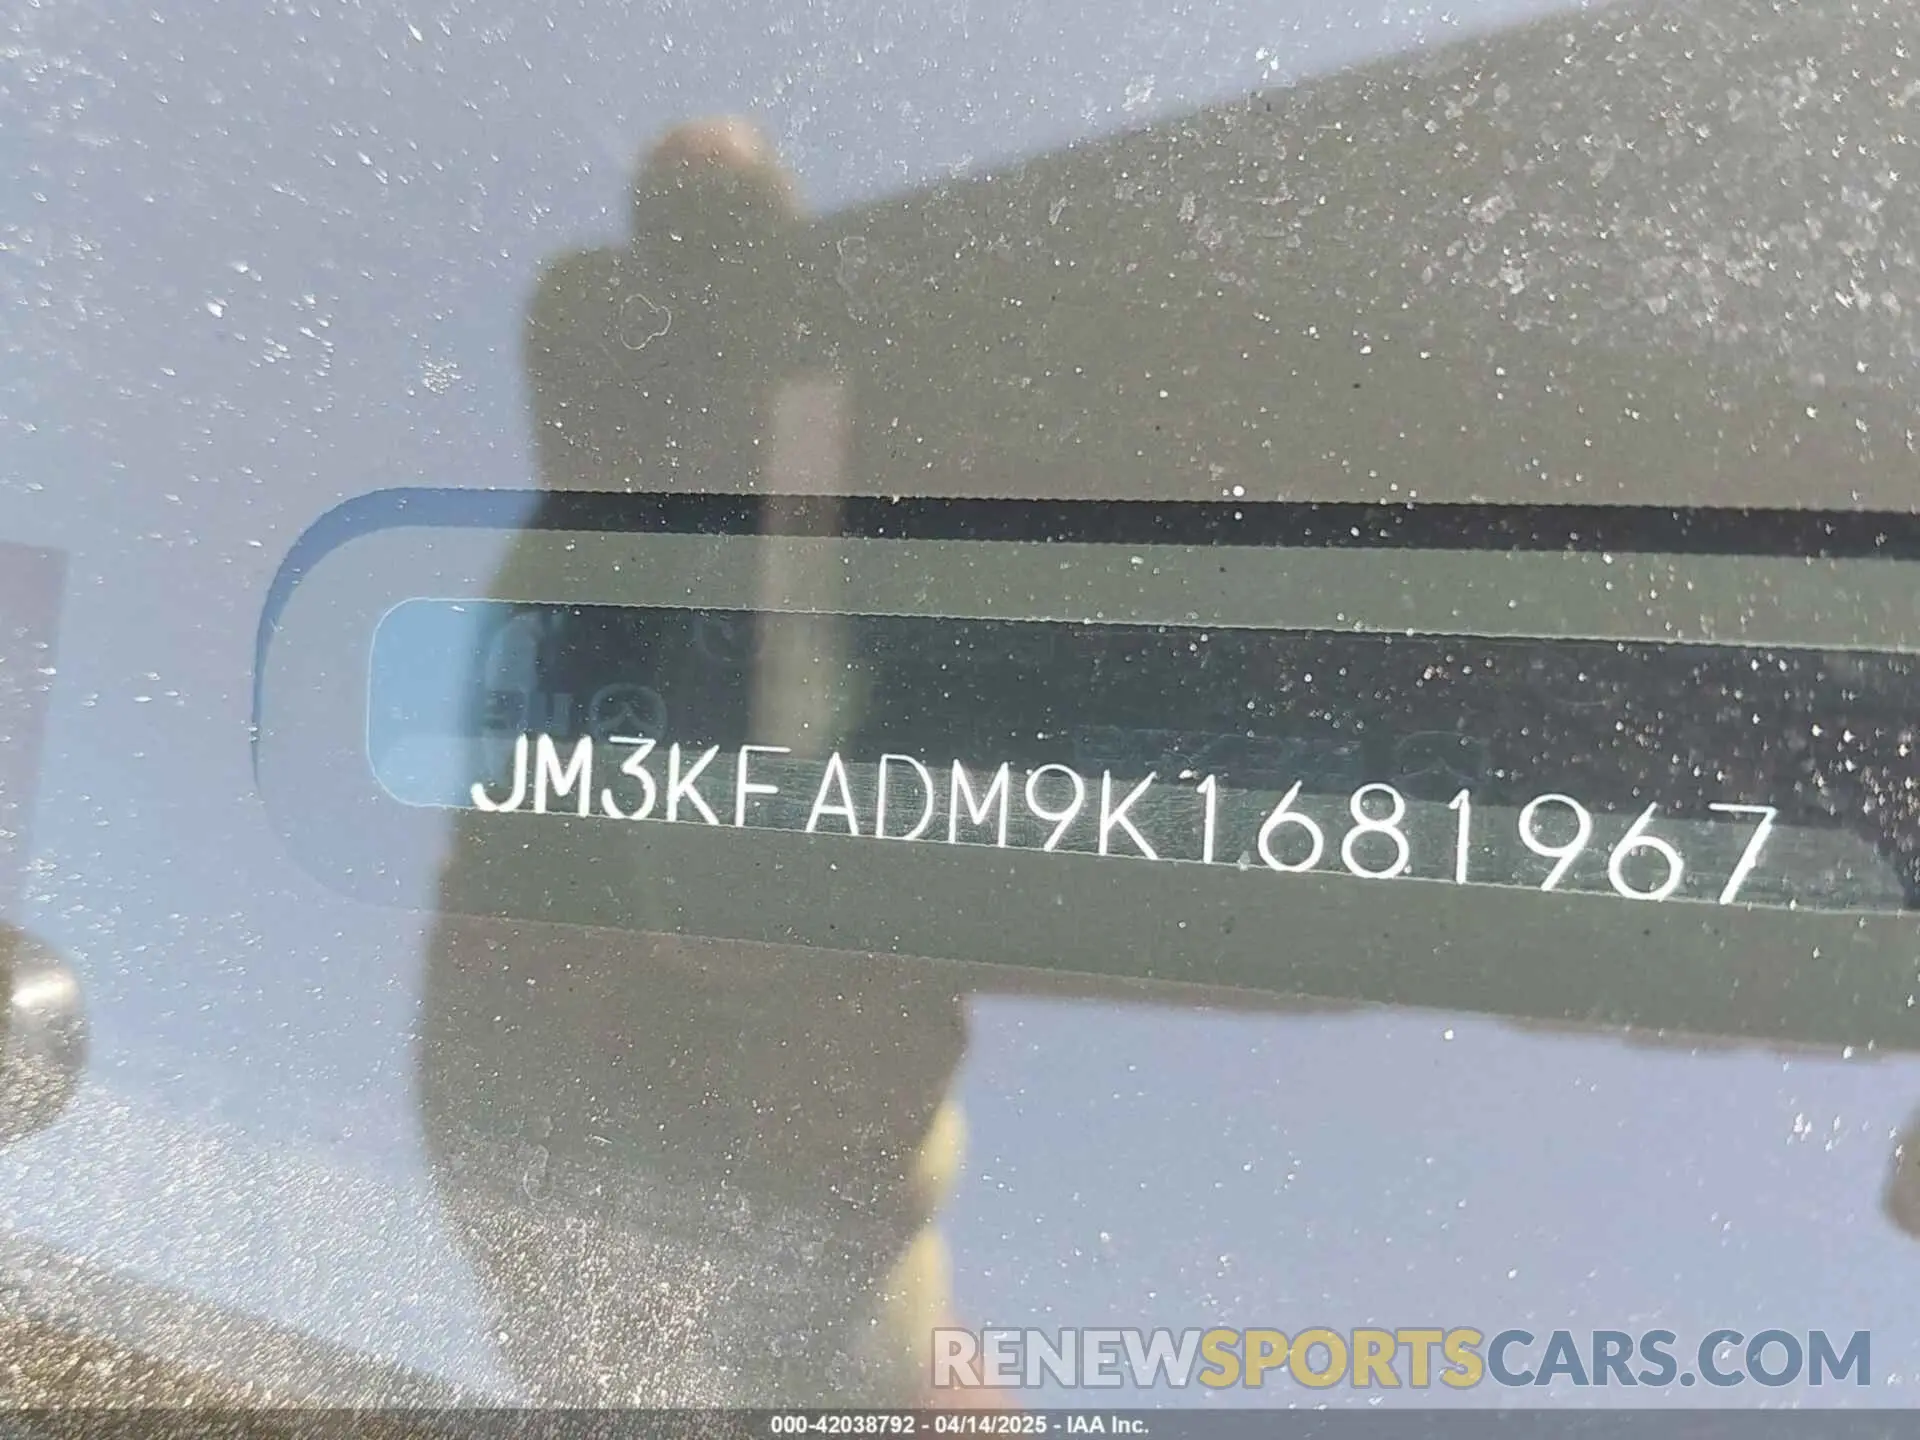 JM3KFADM9K1681967
RENEWSPORTSCARS.COM
000-42038792 - 04/14/2025 - IAA Inc.